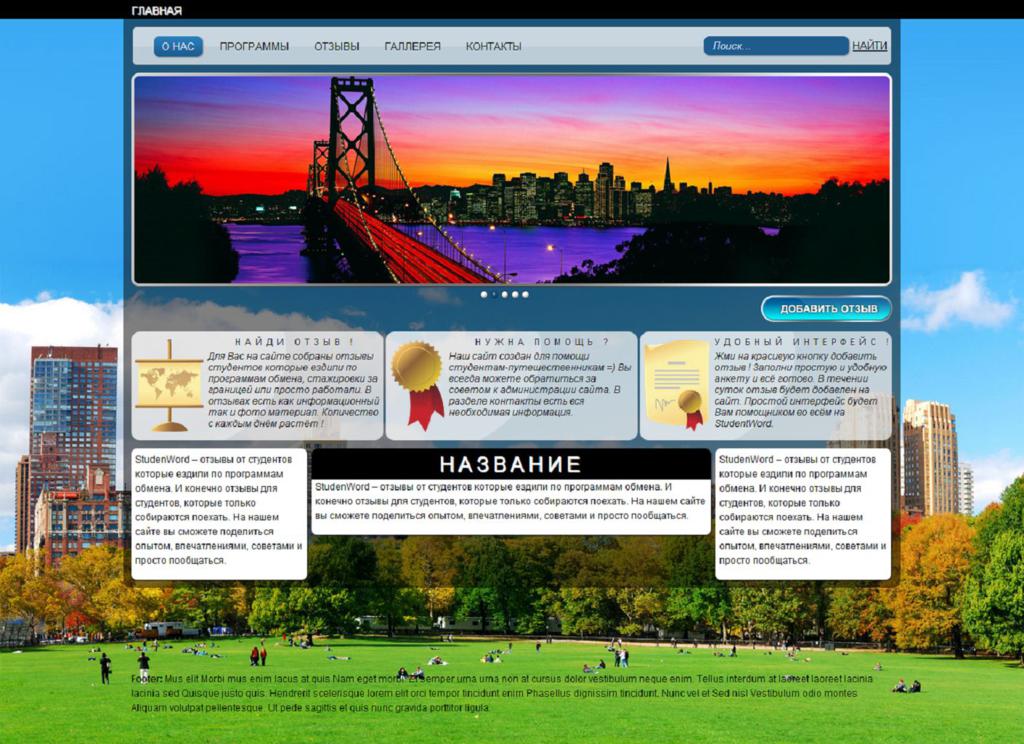 ГЛАВНАЯ
О НАС ПРОГРАММЫ ОТЗЫВЫ ГАЛЛЕРЕЯ КОНТАКТЫ Поиск... НАЙТИ
ДОБАВИТЬ ОТЗЫВ
НАЙДИ ОТЗЫВ !
Для Вас на сайте собраны отзывы
студентов которые ездили по
программам обмена, стажировки за
границей или просто работали. В
отзывах есть как информационный
так и фото материал. Количество
с каждым днём растёт !
НУЖНА ПОМОЩЬ ?
Наш сайт создан для помощи
студентам-путешественникам =) Вы
всегда можете обратиться за
советом к администрации сайта. В
разделе контакты есть вся
необходимая информация.
УДОБНЫЙ ИНТЕРФЕЙС !
Жми на красивую кнопку добавить
отзыв ! Заполни простую и удобную
анкету и всё готово. В течении
суток отзыв будет добавлен на
сайт. Простой интерфейс будет
Вам помощником во всём на
StudentWord.
StudenWord – отзывы от студентов
которые ездили по программам
обмена. И конечно отзывы для
студентов, которые только
собираются поехать. На нашем
сайте вы сможете поделиться
опытом, впечатлениями, советами и
просто пообщаться.
НАЗВАНИЕ
StudenWord – отзывы от студентов которые ездили по программам обмена. И
конечно отзывы для студентов, которые только собираются поехать. На нашем сайте
вы сможете поделиться опытом, впечатлениями, советами и просто пообщаться.
StudenWord – отзывы от студентов
которые ездили по программам
обмена. И конечно отзывы для
студентов, которые только
собираются поехать. На нашем
сайте вы сможете поделиться
опытом, впечатлениями, советами и
просто пообщаться.
Footer: Mus elit Morbi mus enim lacus at quis Nam eget morbi. Et semper urna urna non at cursus dolor vestibulum neque enim. Tellus interdum at laoreet laoreet lacinia
lacinia sed Quisque justo quis. Hendrerit scelerisque lorem elit orci tempor tincidunt enim Phasellus dignissim tincidunt. Nunc vel et Sed nisl Vestibulum odio montes
Aliquam volutpat pellentesque. Ut pede sagittis et quis nunc gravida porttitor ligula.